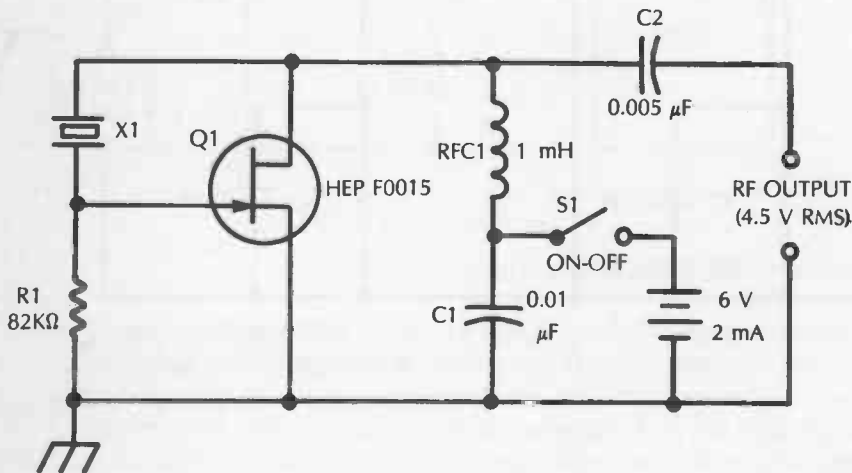 C2
0.005 μF
X1
Q1
HEP F0015
RFC1 1 mH
RF OUTPUT
(4.5 V RMS)
S1
ON-OFF
R1
82KΩ
C1
0.01
μF
6 V
2 mA